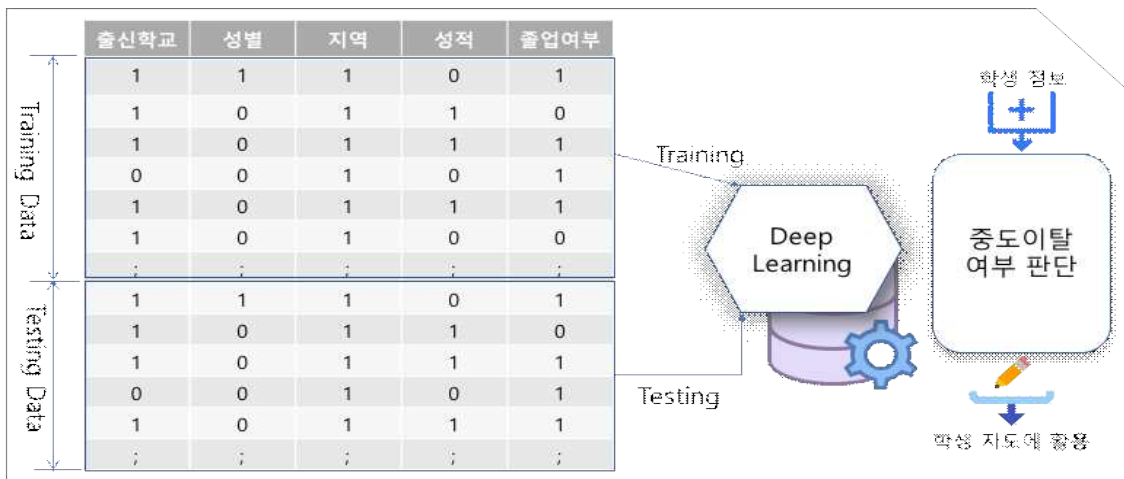 출신학교 성별 지역 성적 졸업여부
1 1 1 0 1
1 0 1 1 0
1 0 1 1 1
0 0 1 0 1
1 0 1 1 1
1 0 1 0 0
; ; ; ; ;
1 1 1 0 1
1 0 1 1 0
1 0 1 1 1
0 0 1 0 1
1 0 1 1 1
; ; ; ; ;
Training Data
Testing Data
Training
Testing
Deep
Learning
학생 정보
중도이탈
여부 판단
학생 지도에 활용